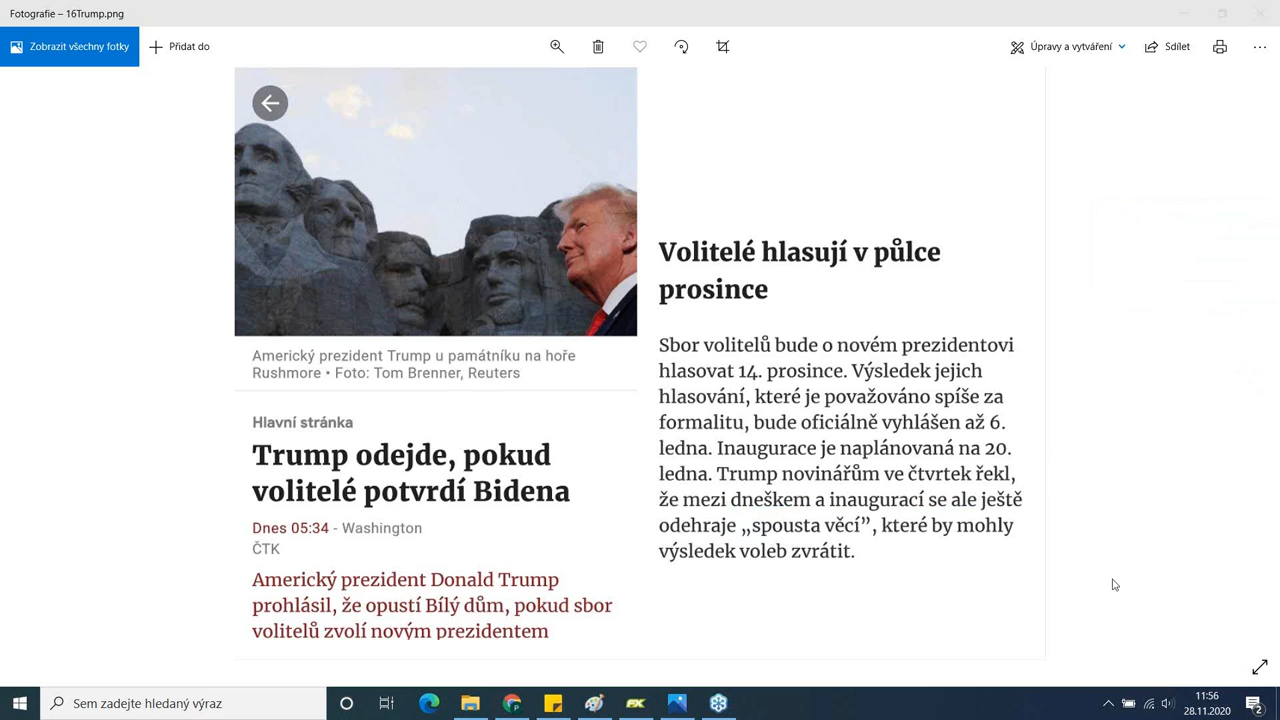 Fotografie – 16Trump.png
Zobrazit všechny fotky
Přidat do
Úpravy a vytváření
Sdílet
Americký prezident Trump u památníku na hoře
Rushmore • Foto: Tom Brenner, Reuters
Hlavní stránka
Trump odejde, pokud
volitelé potvrdí Bidena
Dnes 05:34 - Washington
ČTK
Americký prezident Donald Trump
prohlásil, že opustí Bílý dům, pokud sbor
volitelů zvolí novým prezidentem
Volitelé hlasují v půlce
prosince
Sbor volitelů bude o novém prezidentovi
hlasovat 14. prosince. Výsledek jejich
hlasování, které je považováno spíše za
formalitu, bude oficiálně vyhlášen až 6.
ledna. Inaugurace je naplánovaná na 20.
ledna. Trump novinářům ve čtvrtek řekl,
že mezi dneškem a inaugurací se ale ještě
odehraje „spousta věcí”, které by mohly
výsledek voleb zvrátit.
Sem zadejte hledaný výraz
FX
11:56
28.11.2020
2